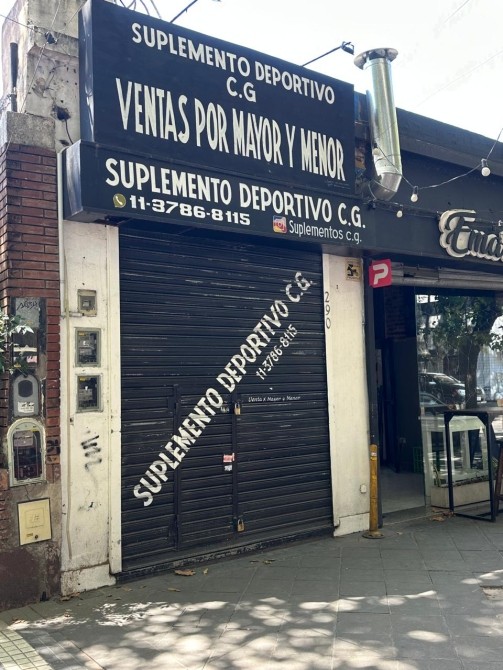 SUPLEMENTO DEPORTIVO
C.G
VENTAS POR MAYOR Y MENOR
SUPLEMENTO DEPORTIVO C.G.
11-3786-8115
Suplementos c.g.
290
P
SUPLEMENTO DEPORTIVO C.G.
11-3786-8115
Venta x Mayor y Menor